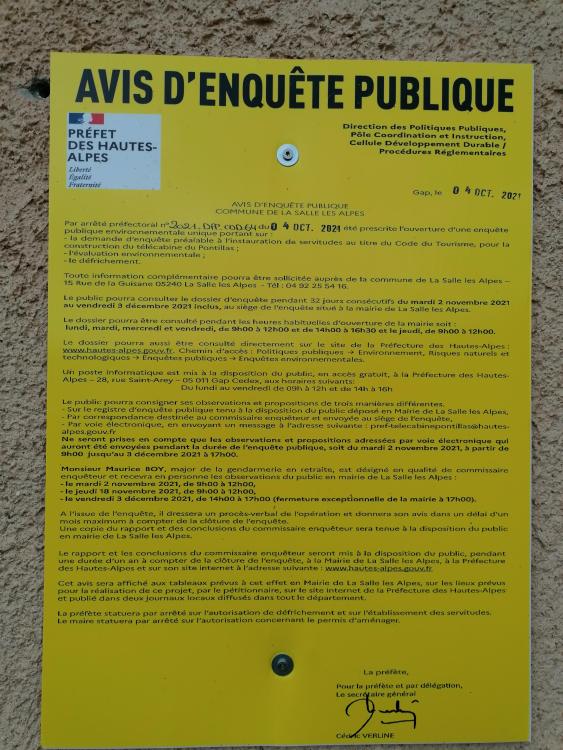 AVIS D'ENQUÊTE PUBLIQUE
PRÉFET
DES HAUTES-
ALPES
Liberté
Égalité
Fraternité
Direction des Politiques Publiques,
Pôle Coordination et Instruction,
Cellule Développement Durable /
Procédures Réglementaires
Gap, le 04 OCT. 2021
AVIS D'ENQUÊTE PUBLIQUE
COMMUNE DE LA SALLE LES ALPES
Par arrêté préfectoral n° 2021.DPP.CDD.64 du 04 OCT. 2021 été prescrite l'ouverture d'une enquête
publique environnementale unique portant sur :
- la demande d'enquête préalable à l'instauration de servitudes au titre du Code du Tourisme, pour la
construction du télécabine du Pontillas ;
- l'évaluation environnementale ;
- le défrichement.
Toute information complémentaire pourra être sollicitée auprès de la commune de La Salle les Alpes –
15 Rue de la Guisane 05240 La Salle les Alpes - Tél : 04 92 25 54 16.
Le public pourra consulter le dossier d'enquête pendant 32 jours consécutifs du mardi 2 novembre 2021
au vendredi 3 décembre 2021 inclus, au siège de l'enquête situé à la mairie de La Salle les Alpes.
Le dossier pourra être consulté pendant les heures habituelles d'ouverture de la mairie soit :
lundi, mardi, mercredi et vendredi, de 9h00 à 12h00 et de 14h00 à 16h30 et le jeudi, de 9h00 à 12h00.
Le dossier pourra aussi être consulté directement sur le site de la Préfecture des Hautes-Alpes :
www.hautes-alpes.gouv.fr. Chemin d'accès : Politiques publiques → Environnement, Risques naturels et
technologiques → Enquêtes publiques → Enquêtes environnementales.
Un poste informatique est mis à la disposition du public, en accès gratuit, à la Préfecture des Hautes-
Alpes – 28, rue Saint-Arey – 05 011 Gap Cedex, aux horaires suivants:
Du lundi au vendredi de 09h à 12h et de 14h à 16h
Le public pourra consigner ses observations et propositions de trois manières différentes.
- Sur le registre d'enquête publique tenu à la disposition du public déposé en Mairie de La Salle les Alpes,
- Par correspondance destinée au commissaire enquêteur et envoyée au siège de l'enquête,
- Par voie électronique, en envoyant un message à l'adresse suivante : pref-telecabinepontillas@hautes-
alpes.gouv.fr
Ne seront prises en compte que les observations et propositions adressées par voie électronique qui
auront été envoyées pendant la durée de l'enquête publique, soit du mardi 2 novembre 2021, à partir de
9h00 jusqu'au 3 décembre 2021 à 17h00.
Monsieur Maurice BOY, major de la gendarmerie en retraite, est désigné en qualité de commissaire
enquêteur et recevra en personne les observations du public en mairie de La Salle les Alpes :
- le mardi 2 novembre 2021, de 9h00 à 12h00,
- le jeudi 18 novembre 2021, de 9h00 à 12h00,
- le vendredi 3 décembre 2021, de 14h00 à 17h00 (fermeture exceptionnelle de la mairie à 17h00).
A l'issue de l'enquête, il dressera un procès-verbal de l'opération et donnera son avis dans un délai d'un
mois maximum à compter de la clôture de l'enquête.
Une copie du rapport et des conclusions du commissaire enquêteur sera tenue à la disposition du public
en mairie de La Salle les Alpes.
Le rapport et les conclusions du commissaire enquêteur seront mis à la disposition du public, pendant
une durée d'un an à compter de la clôture de l'enquête, à la Mairie de La Salle les Alpes, à la Préfecture
des Hautes-Alpes et sur son site internet à l'adresse suivante : www.hautes-alpes.gouv.fr
Cet avis sera affiché aux tableaux prévus à cet effet en Mairie de La Salle les Alpes, sur les lieux prévus
pour la réalisation de ce projet, par le pétitionnaire, sur le site internet de la Préfecture des Hautes-Alpes
et publié dans deux journaux locaux diffusés dans tout le département.
La préfète statuera par arrêté sur l'autorisation de défrichement et sur l'établissement des servitudes.
Le maire statuera par arrêté sur l'autorisation concernant le permis d'aménager.
La préfète,
Pour la préfète et par délégation,
Le secrétaire général
Cédric VERLINE